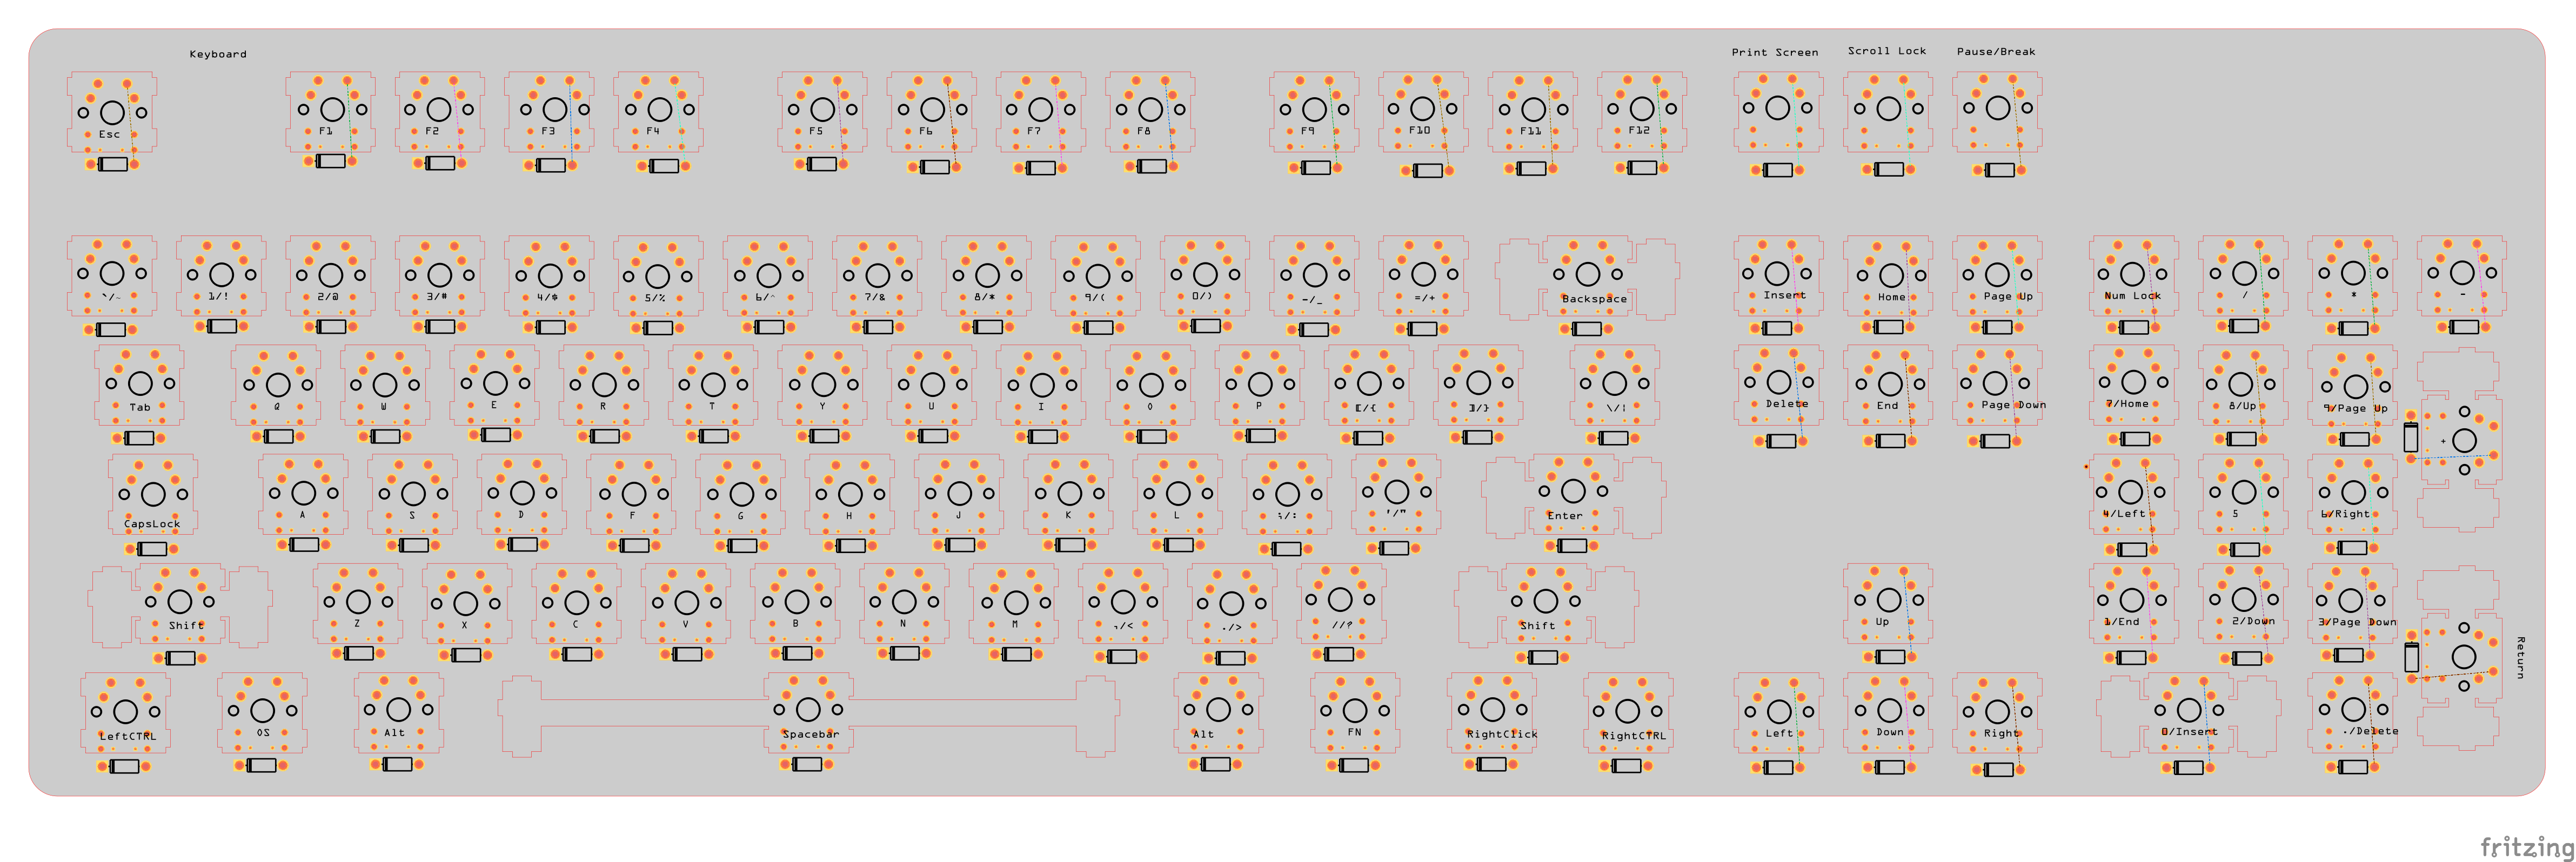 Keyboard Print Screen Scroll Lock Pause/Break
Esc F1 F2 F3 F4 F5 F6 F7 F8 F9 F10 F11 F12
`/~ 1/! 2/@ 3/# 4/$ 5/% 6/^ 7/& 8/* 9/( 0/) -/_ =/+ Backspace Insert Home Page Up Num Lock / * -
Tab Q W E R T Y U I O P [/{ ]/} \/| Delete End Page Down 7/Home 8/Up 9/Page Up
+
CapsLock A S D F G H J K L ;/: '/" Enter 4/Left 5 6/Right
Shift Z X C V B N M ,/< ./> //? Shift Up 1/End 2/Down 3/Page Down
Return
LeftCTRL OS Alt Spacebar Alt FN RightClick RightCTRL Left Down Right 0/Insert ./Delete
fritzing